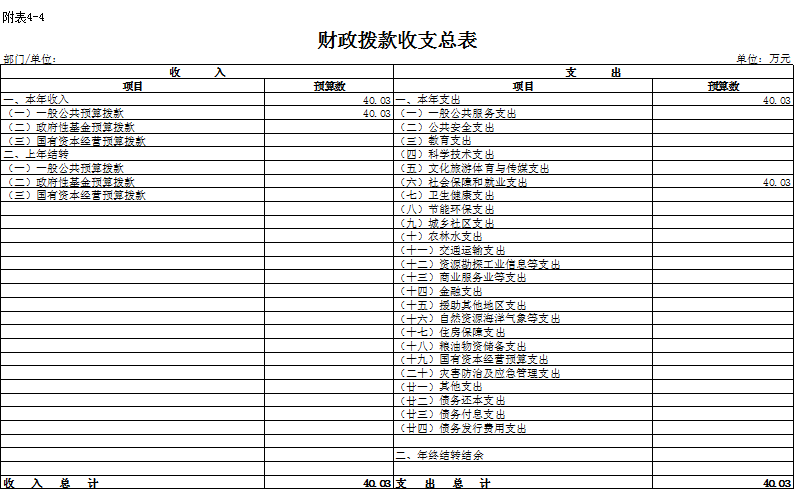 附表4-4
财政拨款收支总表
部门/单位： 单位：万元
收 入 支 出
项目 预算数 项目 预算数
一、本年收入 40.03 一、本年支出 40.03
（一）一般公共预算拨款 40.03 （一）一般公共服务支出
（二）政府性基金预算拨款 （二）公共安全支出
（三）国有资本经营预算拨款 （三）教育支出
二、上年结转 （四）科学技术支出
（一）一般公共预算拨款 （五）文化旅游体育与传媒支出
（二）政府性基金预算拨款 （六）社会保障和就业支出 40.03
（三）国有资本经营预算拨款 （七）卫生健康支出
（八）节能环保支出
（九）城乡社区支出
（十）农林水支出
（十一）交通运输支出
（十二）资源勘探工业信息等支出
（十三）商业服务业等支出
（十四）金融支出
（十五）援助其他地区支出
（十六）自然资源海洋气象等支出
（十七）住房保障支出
（十八）粮油物资储备支出
（十九）国有资本经营预算支出
（二十）灾害防治及应急管理支出
（廿一）其他支出
（廿二）债务还本支出
（廿三）债务付息支出
（廿四）债务发行费用支出
二、年终结转结余
收 入 总 计 40.03 支 出 总 计 40.03